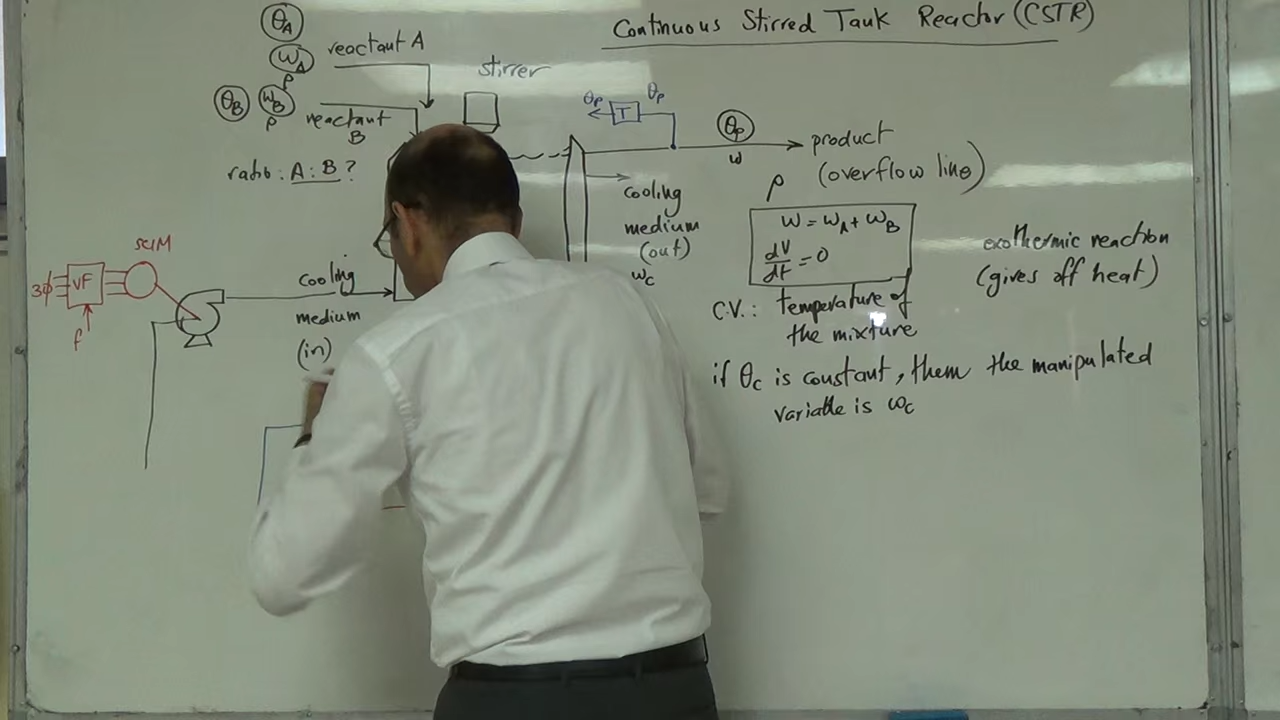 Continuous Stirred Tank Reactor (CSTR)
θA
wA
ρ
reactant A
θB
wB
ρ
reactant
B
ratio: A:B?
stirrer
θp
T
θp
θp
w
ρ
product
(overflow line)
cooling
medium
(out)
wc
w = wA + wB
dV/dt = 0
exothermic reaction
(gives off heat)
C.V.: temperature of
the mixture
if θc is constant, them the manipulated
variable is wc
SCIM
3φ
VF
f
cooling
medium
(in)